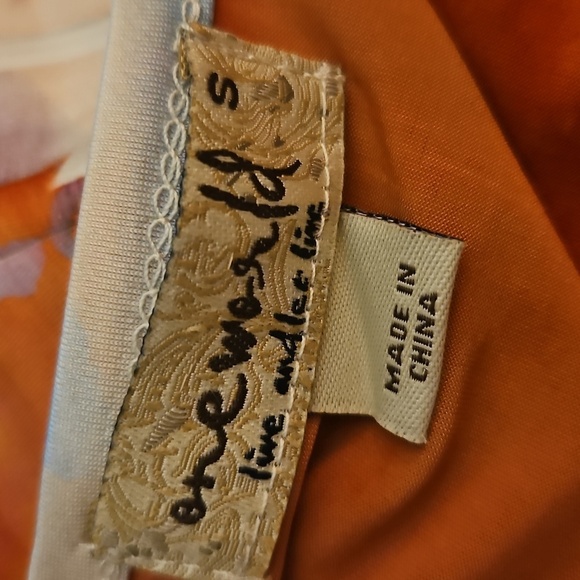 S
one world
live and let live
MADE IN
CHINA